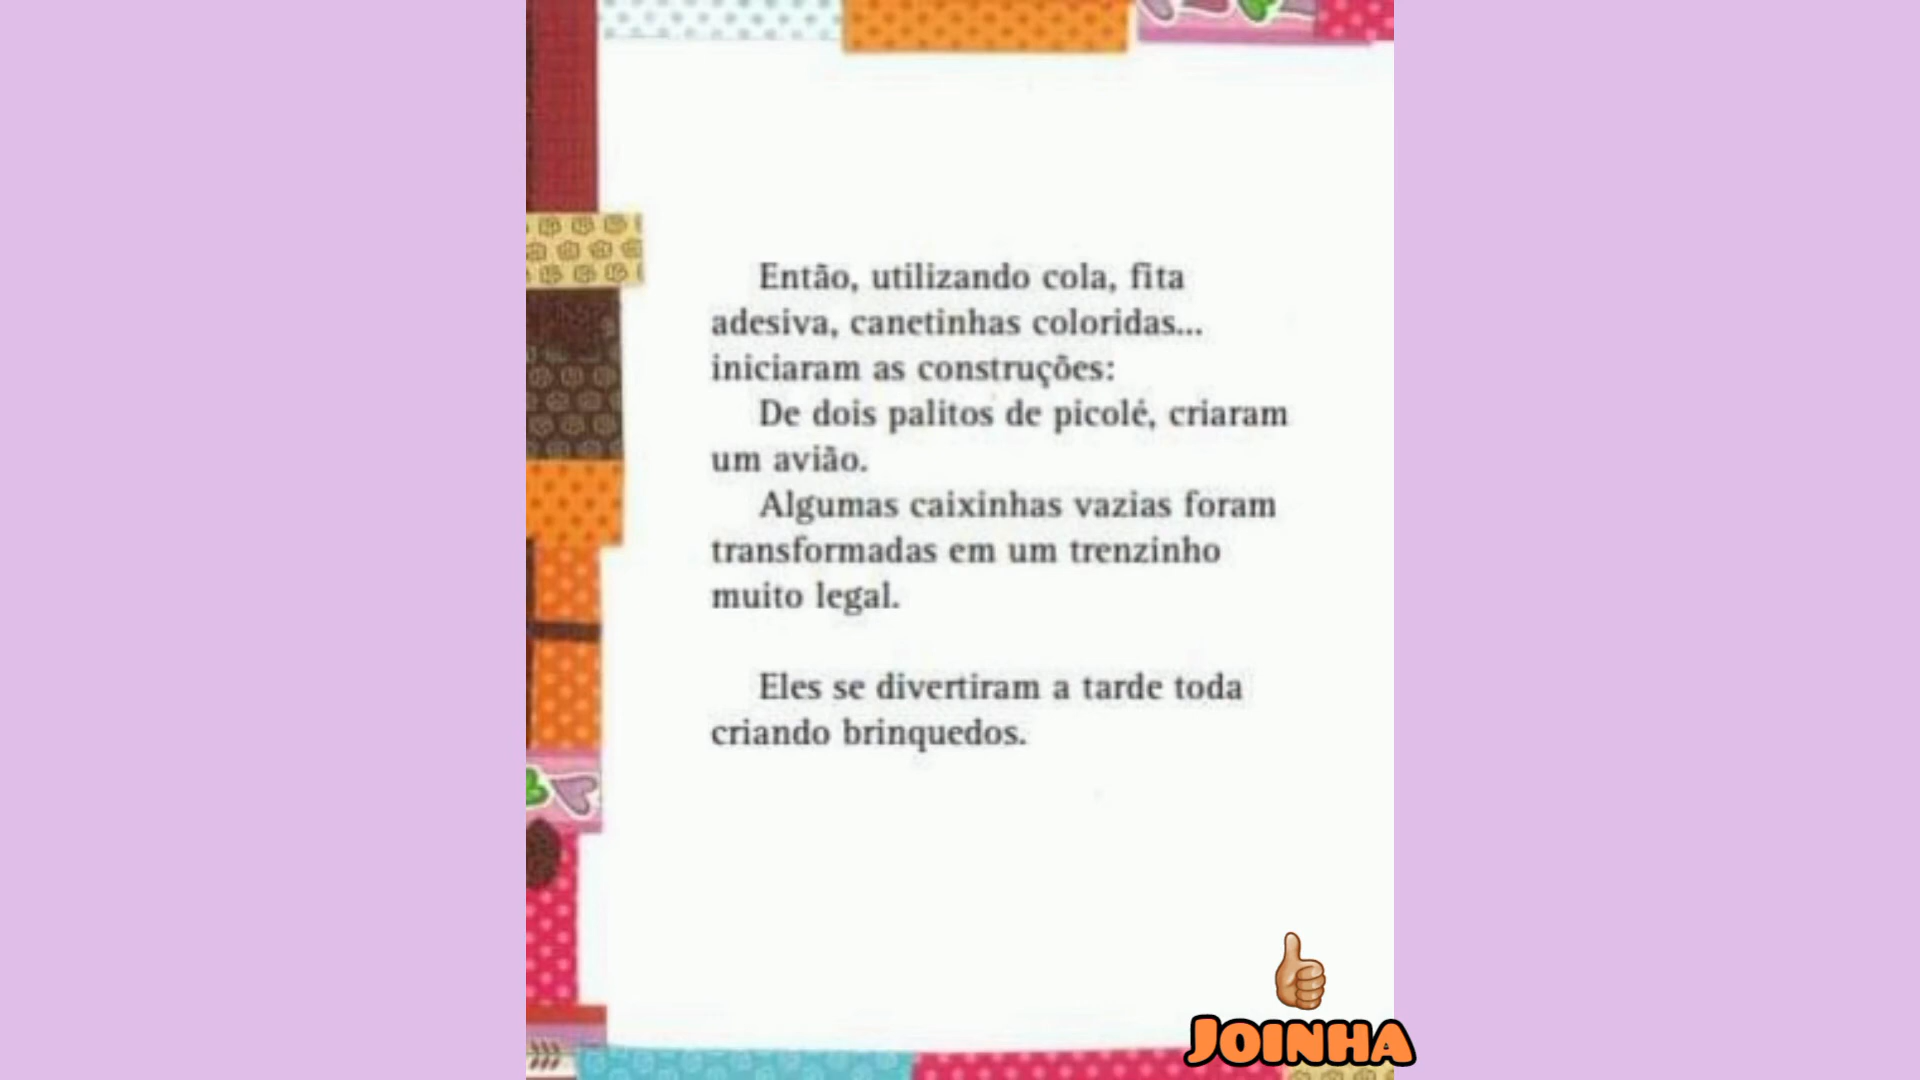 Então, utilizando cola, fita
adesiva, canetinhas coloridas...
iniciaram as construções:
De dois palitos de picolé, criaram
um avião.
Algumas caixinhas vazias foram
transformadas em um trenzinho
muito legal.
Eles se divertiram a tarde toda
criando brinquedos.
JOINHA